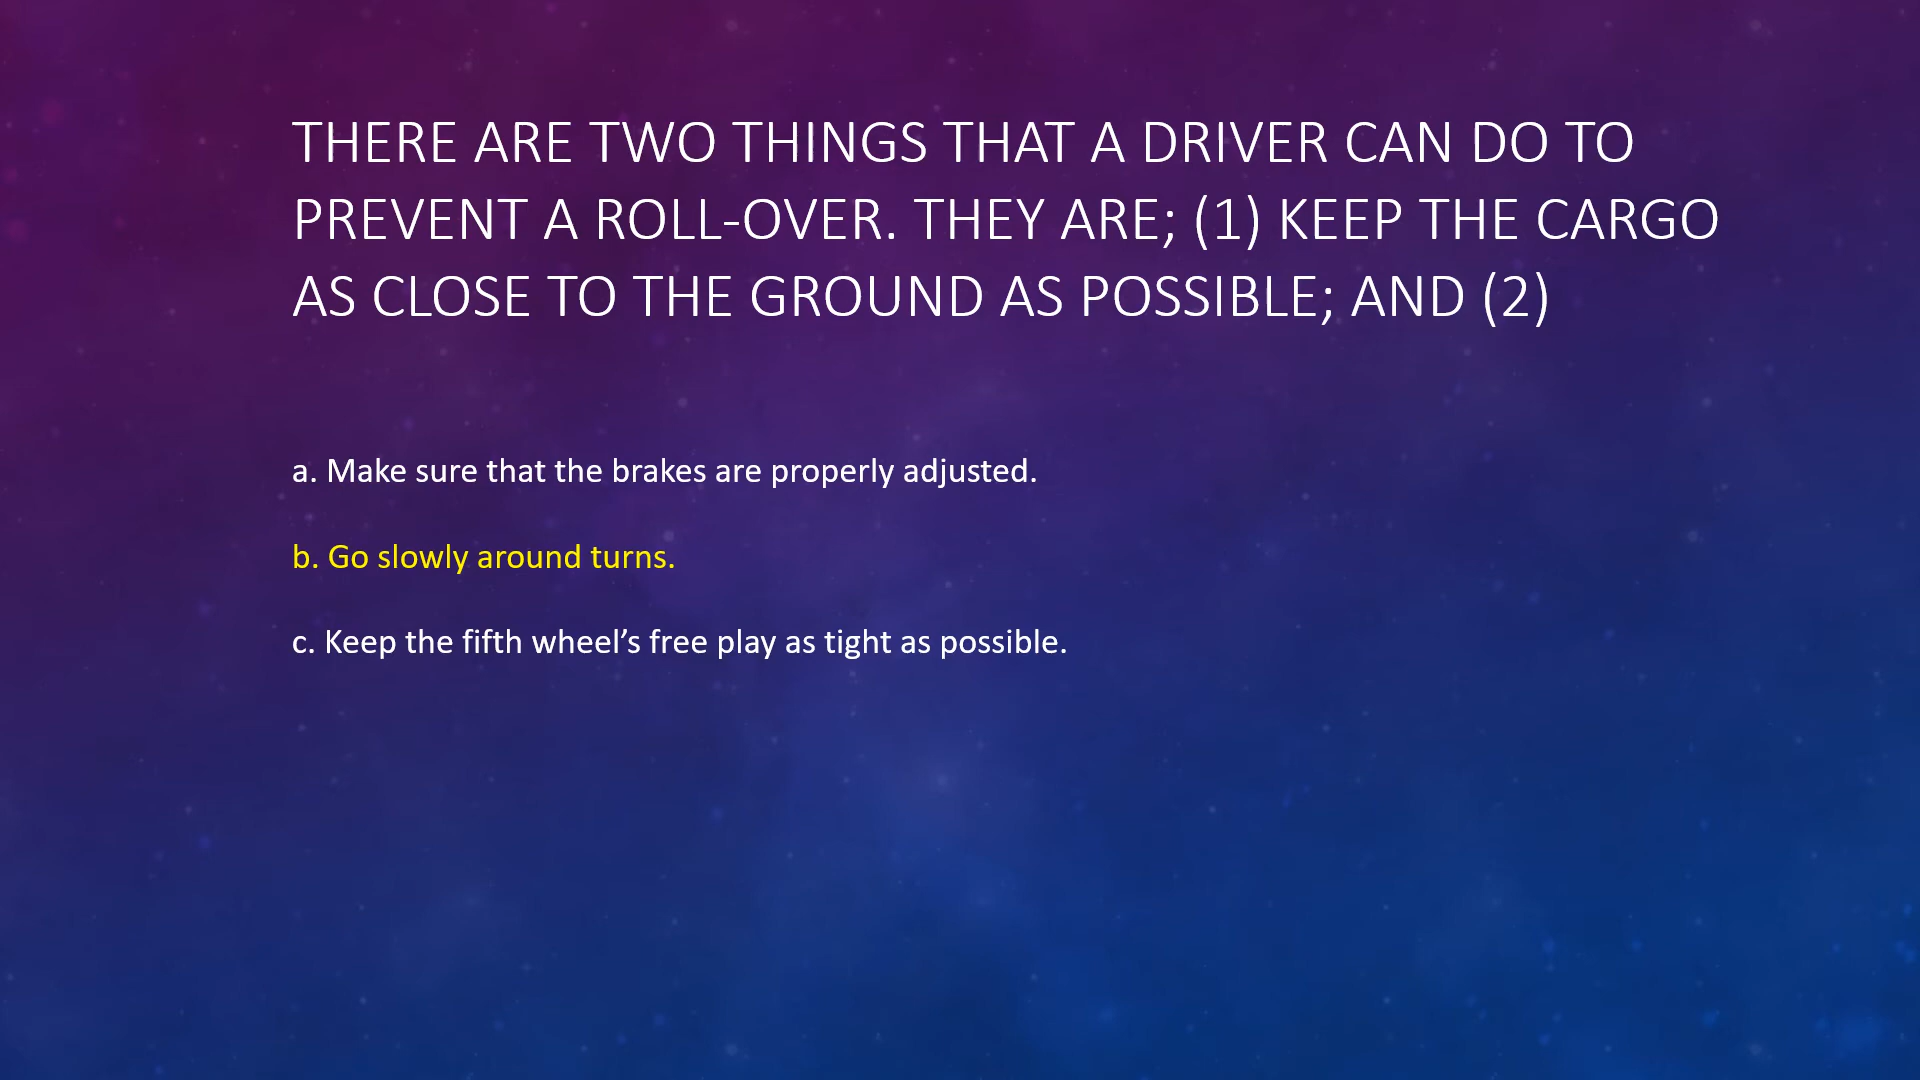 THERE ARE TWO THINGS THAT A DRIVER CAN DO TO
PREVENT A ROLL-OVER. THEY ARE; (1) KEEP THE CARGO
AS CLOSE TO THE GROUND AS POSSIBLE; AND (2)
a. Make sure that the brakes are properly adjusted.
b. Go slowly around turns.
c. Keep the fifth wheel’s free play as tight as possible.